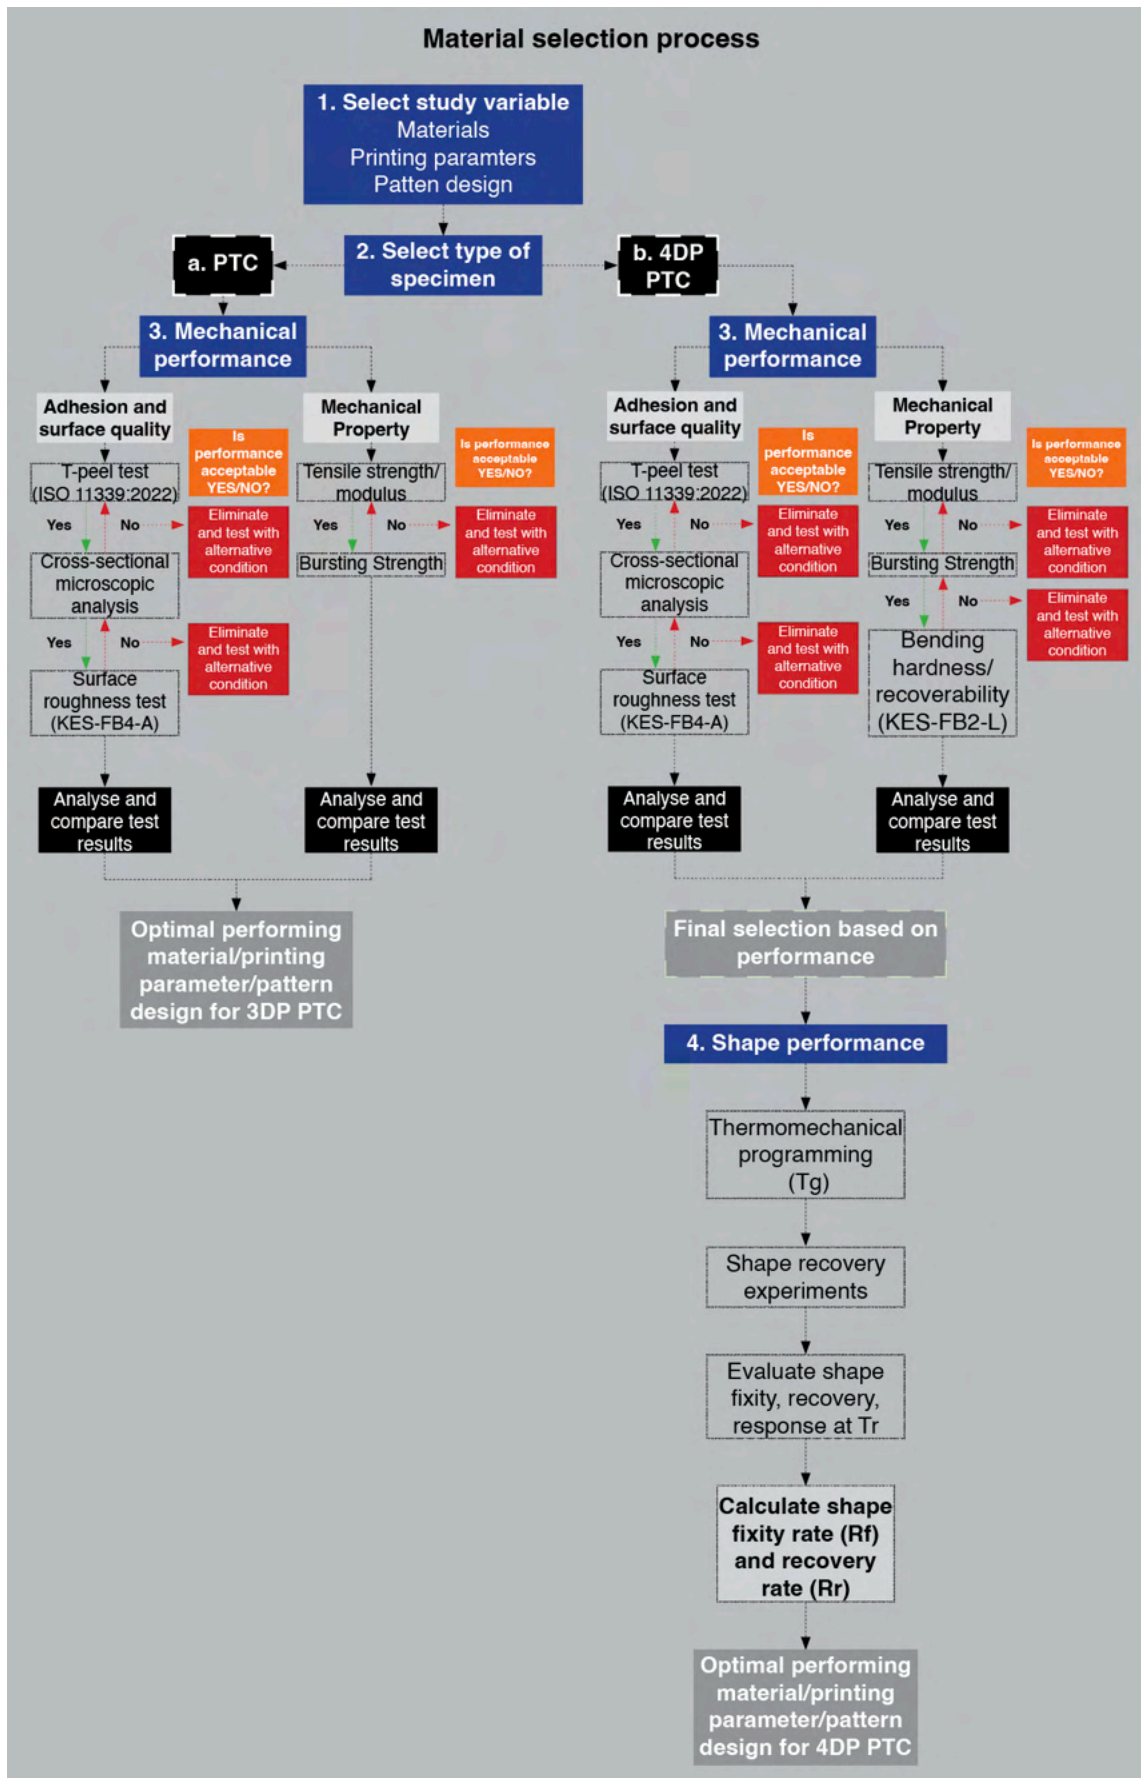 Material selection process
1. Select study variable
Materials
Printing paramters
Patten design
a. PTC
2. Select type of
specimen
b. 4DP
PTC
3. Mechanical
performance
Adhesion and
surface quality
Is
performance
acceptable
YES/NO?
T-peel test
(ISO 11339:2022)
Yes
No
Eliminate
and test with
alternative
condition
Cross-sectional
microscopic
analysis
Yes
No
Eliminate
and test with
alternative
condition
Surface
roughness test
(KES-FB4-A)
Analyse and
compare test
results
Mechanical
Property
Is performance
acceptable
YES/NO?
Tensile strength/
modulus
Yes
No
Eliminate
and test with
alternative
condition
Bursting Strength
Analyse and
compare test
results
Optimal performing
material/printing
parameter/pattern
design for 3DP PTC
3. Mechanical
performance
Adhesion and
surface quality
Is
performance
acceptable
YES/NO?
T-peel test
(ISO 11339:2022)
Yes
No
Eliminate
and test with
alternative
condition
Cross-sectional
microscopic
analysis
Yes
No
Eliminate
and test with
alternative
condition
Surface
roughness test
(KES-FB4-A)
Analyse and
compare test
results
Mechanical
Property
Is performance
acceptable
YES/NO?
Tensile strength/
modulus
Yes
No
Eliminate
and test with
alternative
condition
Bursting Strength
Yes
No
Eliminate
and test with
alternative
condition
Bending
hardness/
recoverability
(KES-FB2-L)
Analyse and
compare test
results
Final selection based on
performance
4. Shape performance
Thermomechanical
programming
(Tg)
Shape recovery
experiments
Evaluate shape
fixity, recovery,
response at Tr
Calculate shape
fixity rate (Rf)
and recovery
rate (Rr)
Optimal performing
material/printing
parameter/pattern
design for 4DP PTC